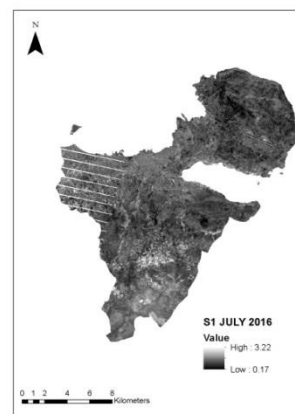 N
S1 JULY 2016
Value
High : 3.22
Low : 0.17
0 1 2 4 6 8
Kilometers